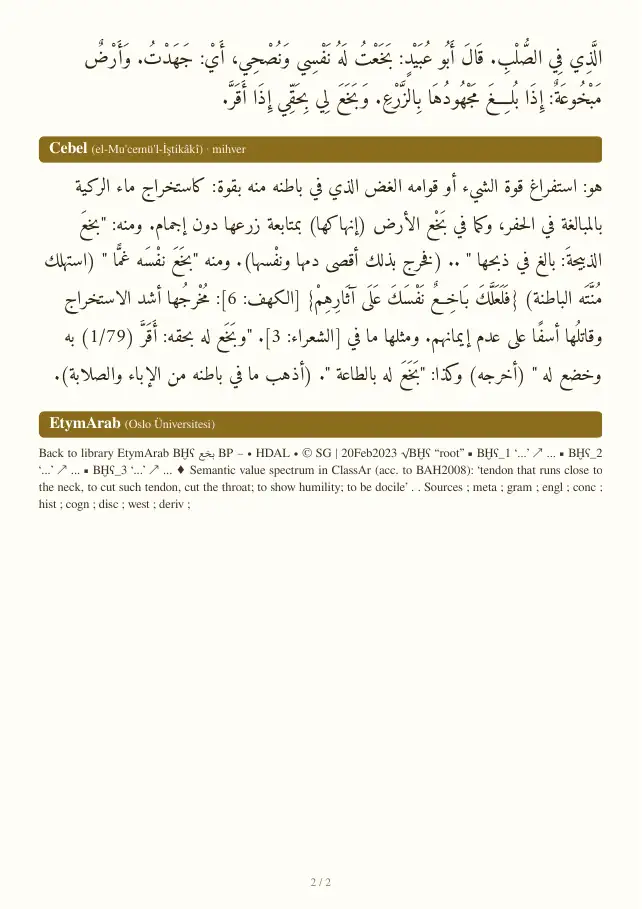 الَّذِي فِي الصُّلْبِ. قَالَ أَبُو عُبَيْدٍ: بَخَعْتُ لَهُ نَفْسِي وَنُصْحِي، أَيْ: جَهَدْتُ. وَأَرْضٌ
مَبْخُوعَةٌ: إِذَا بُلِغَ مَجْهُودُهَا بِالزَّرْعِ. وَبَخَعَ لِي بِحَقِّي إِذَا أَقَرَّ.
Cebel (el-Mu'cemü'l-İştikâkî) · mihver
هو: استفراغ قوة الشيء أو قوامه الغض الذي في باطنه منه بقوة: كاستخراج ماء الركية
بالمبالغة في الحفر، وكما في بَخْع الأرض (إنهاكها) بمتابعة زرعها دون إجمام. ومنه: "بخعَ
الذبيحةَ: بالغ في ذبحها " .. (فخرج بذلك أقصى دمها ونفْسها). ومنه "بخَعَ نفْسَه غمًّا " (استهلك
مُنَّتَه الباطنة) {فَلَعَلَّكَ بَاخِعٌ نَفْسَكَ عَلَى آثَارِهِمْ} [الكهف: 6]: مُخْرجُها أشد الاستخراج
وقاتلُها أسفًا على عدم إيمانهم. ومثلها ما في [الشعراء: 3]. "وبَخَع له بحقه: أَقَرَّ (1/79) به
وخضع له " (أخرجه) وكذا: "بَخَعَ له بالطاعة ". (أذهب ما في باطنه من الإباء والصلابة).
EtymArab (Oslo Üniversitesi)
Back to library EtymArab BḪʕ بخع BP – • HDAL • © SG | 20Feb2023 √BḪʕ “root” ▪ BḪʕ_1 ‘...’ ↗ ... ▪ BḪʕ_2
‘...’ ↗ ... ▪ BḪʕ_3 ‘...’ ↗ ... ♦ Semantic value spectrum in ClassAr (acc. to BAH2008): ‘tendon that runs close to
the neck, to cut such tendon, cut the throat; to show humility; to be docile’ . . Sources ; meta ; gram ; engl ; conc ;
hist ; cogn ; disc ; west ; deriv ;
2 / 2